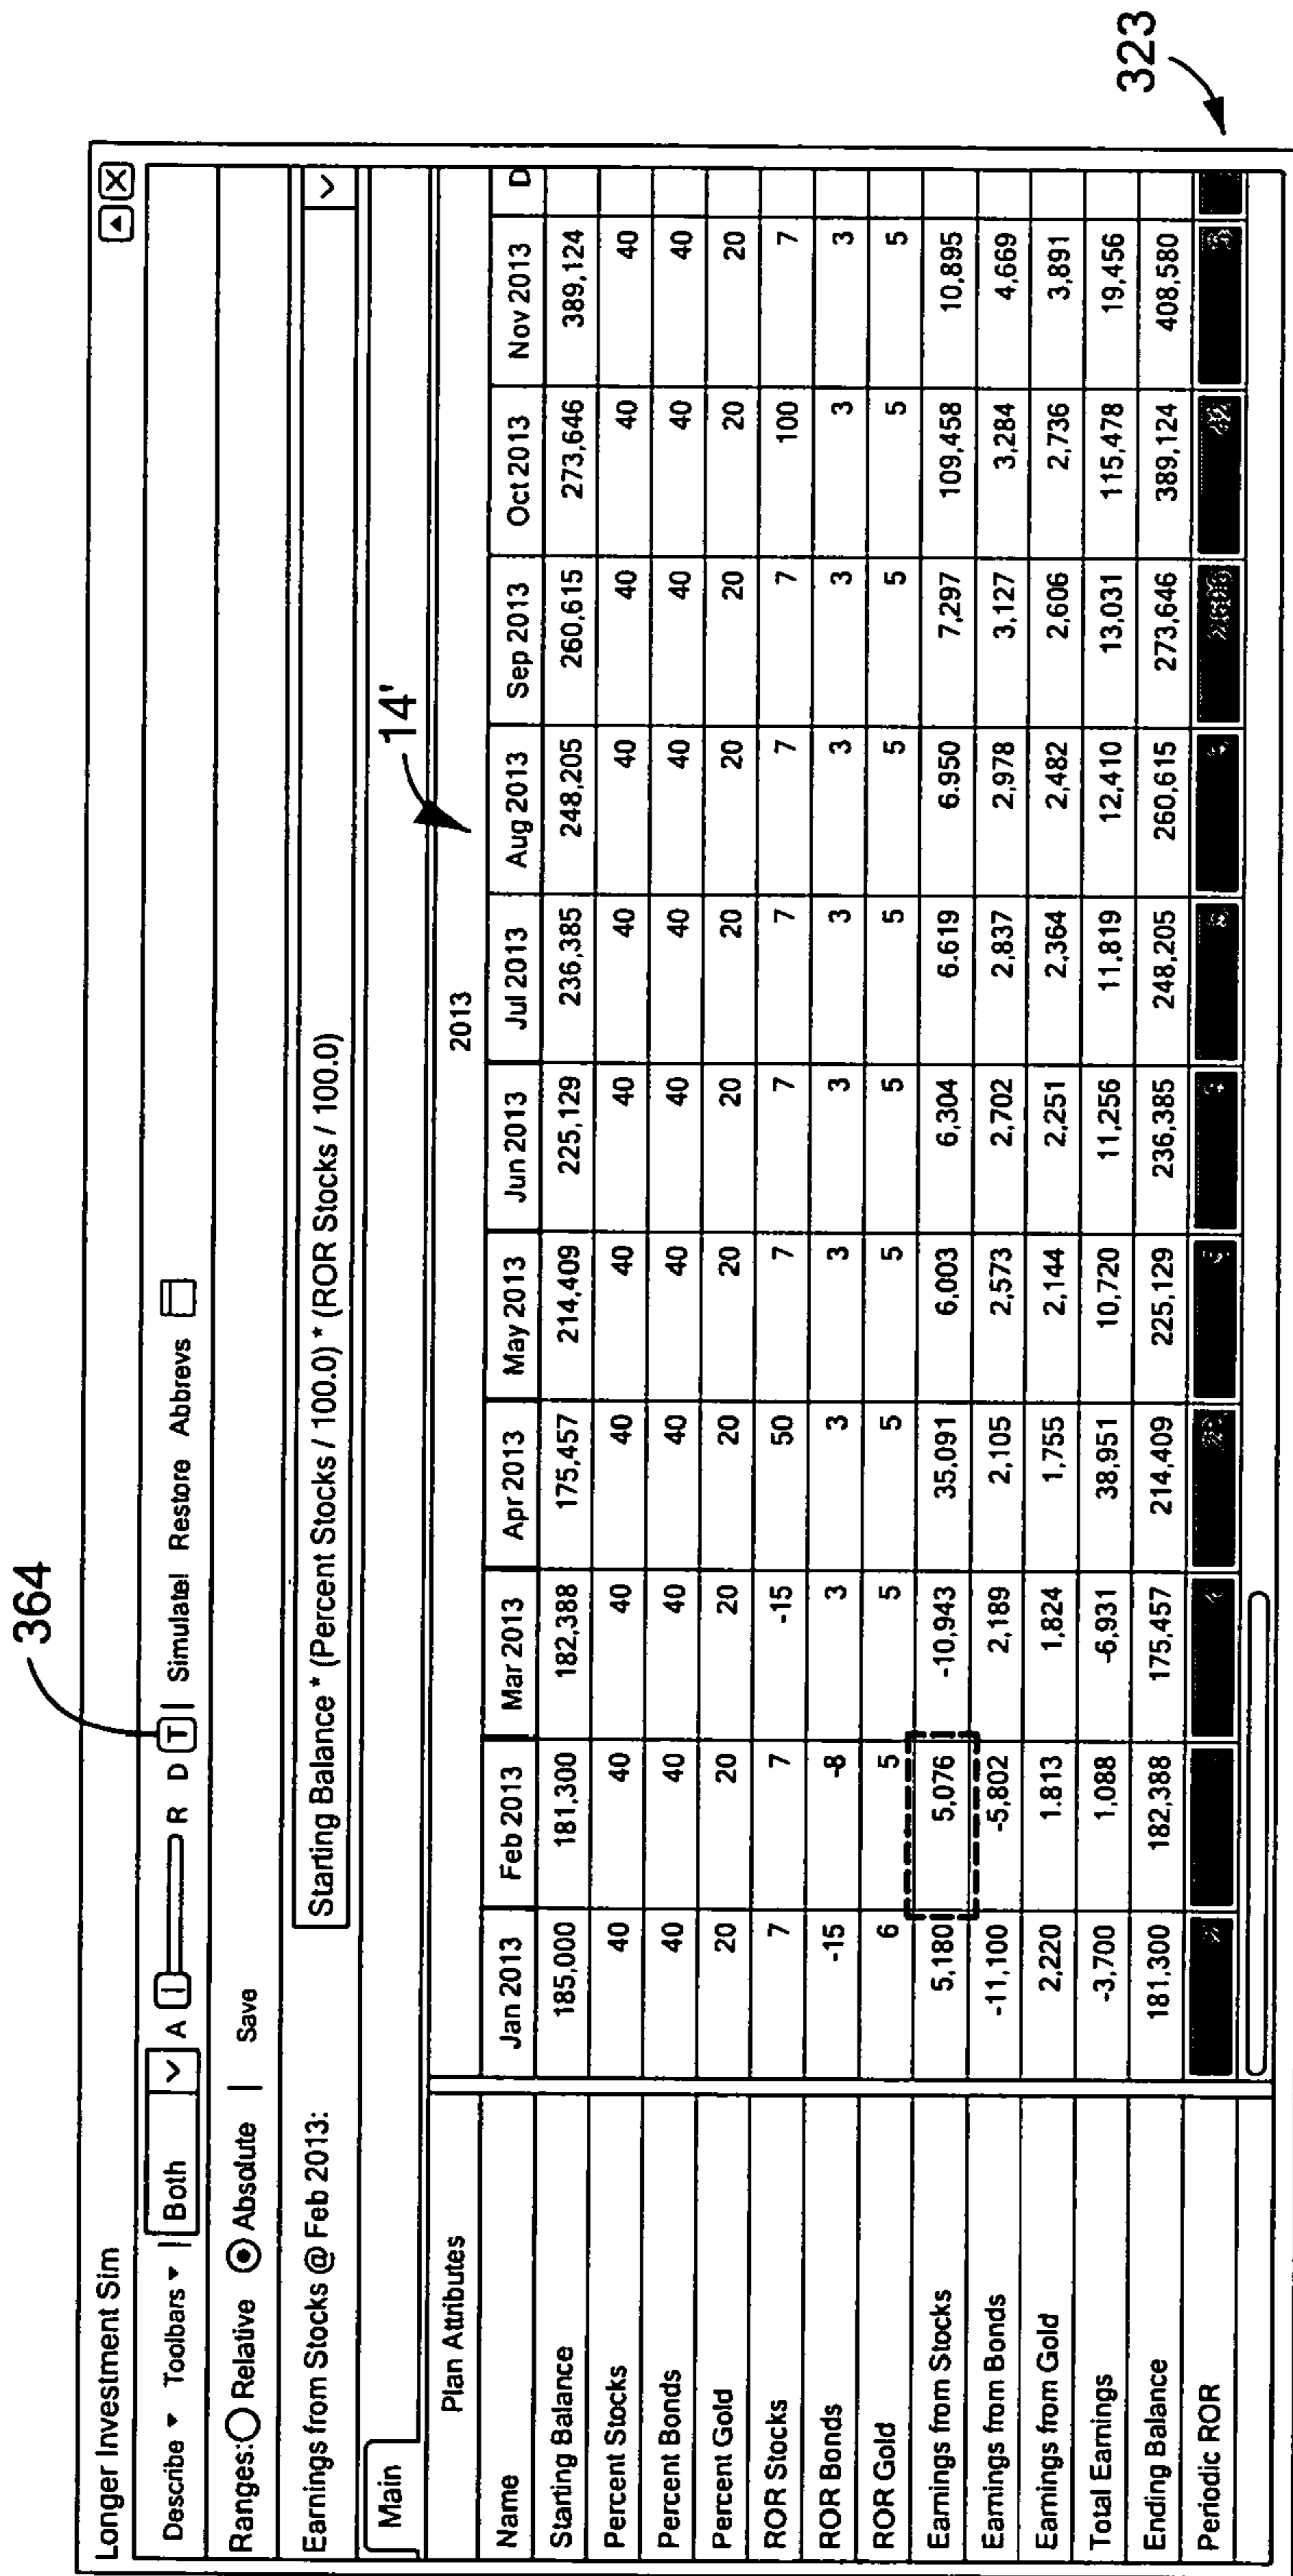 364
Longer Investment Sim
Describe Toolbars | Both A R D T | Simulatel Restore Abbrevs
Ranges: Relative Absolute | Save
Earnings from Stocks @ Feb 2013: Starting Balance * (Percent Stocks / 100.0) * (ROR Stocks / 100.0)
Main
14'
Plan Attributes 2013
Name Jan 2013 Feb 2013 Mar 2013 Apr 2013 May 2013 Jun 2013 Jul 2013 Aug 2013 Sep 2013 Oct 2013 Nov 2013 D
Starting Balance 185,000 181,300 182,388 175,457 214,409 225,129 236,385 248,205 260,615 273,646 389,124
Percent Stocks 40 40 40 40 40 40 40 40 40 40 40
Percent Bonds 40 40 40 40 40 40 40 40 40 40 40
Percent Gold 20 20 20 20 20 20 20 20 20 20 20
ROR Stocks 7 7 -15 50 7 7 7 7 7 100 7
ROR Bonds -15 -8 3 3 3 3 3 3 3 3 3
ROR Gold 6 5 5 5 5 5 5 5 5 5 5
Earnings from Stocks 5,180 5,076 -10,943 35,091 6,003 6,304 6.619 6.950 7,297 109,458 10,895
Earnings from Bonds -11,100 -5,802 2,189 2,105 2,573 2,702 2,837 2,978 3,127 3,284 4,669
Earnings from Gold 2,220 1.813 1,824 1,755 2,144 2,251 2,364 2,482 2,606 2,736 3,891
Total Earnings -3,700 1,088 -6,931 38,951 10,720 11,256 11,819 12,410 13,031 115,478 19,456
Ending Balance 181,300 182,388 175,457 214,409 225,129 236,385 248,205 260,615 273,646 389,124 408,580
Periodic ROR
323